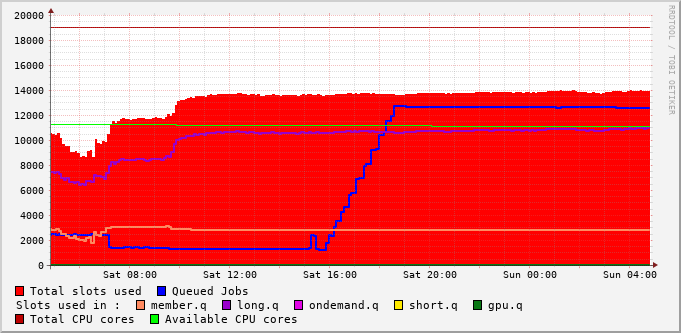 RRDTOOL / TOBI OETIKER
20000
18000
16000
14000
12000
10000
8000
6000
4000
2000
0
Sat 08:00 Sat 12:00 Sat 16:00 Sat 20:00 Sun 00:00 Sun 04:00
Total slots used Queued Jobs
Slots used in : member.q long.q ondemand.q short.q gpu.q
Total CPU cores Available CPU cores